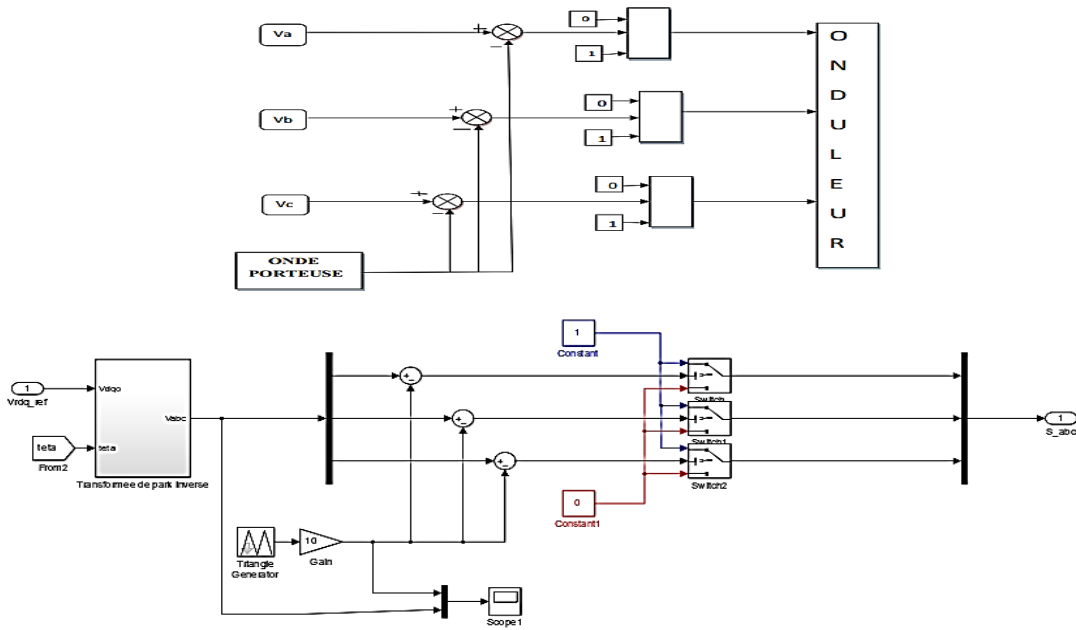 Va
+
−
0
1
O
N
D
U
L
E
U
R
Vb
+
−
0
1
Vc
+
−
0
1
ONDE
PORTEUSE
1
Constant
1
Vrdq_ref
Vdqo
teta
Vabc
teta
From2
Transformee de park Inverse
+
−
+
−
+
−
Switch
Switch1
Switch2
1
S_abc
0
Constant1
Triangle
Generator
10
Gain
Scope1